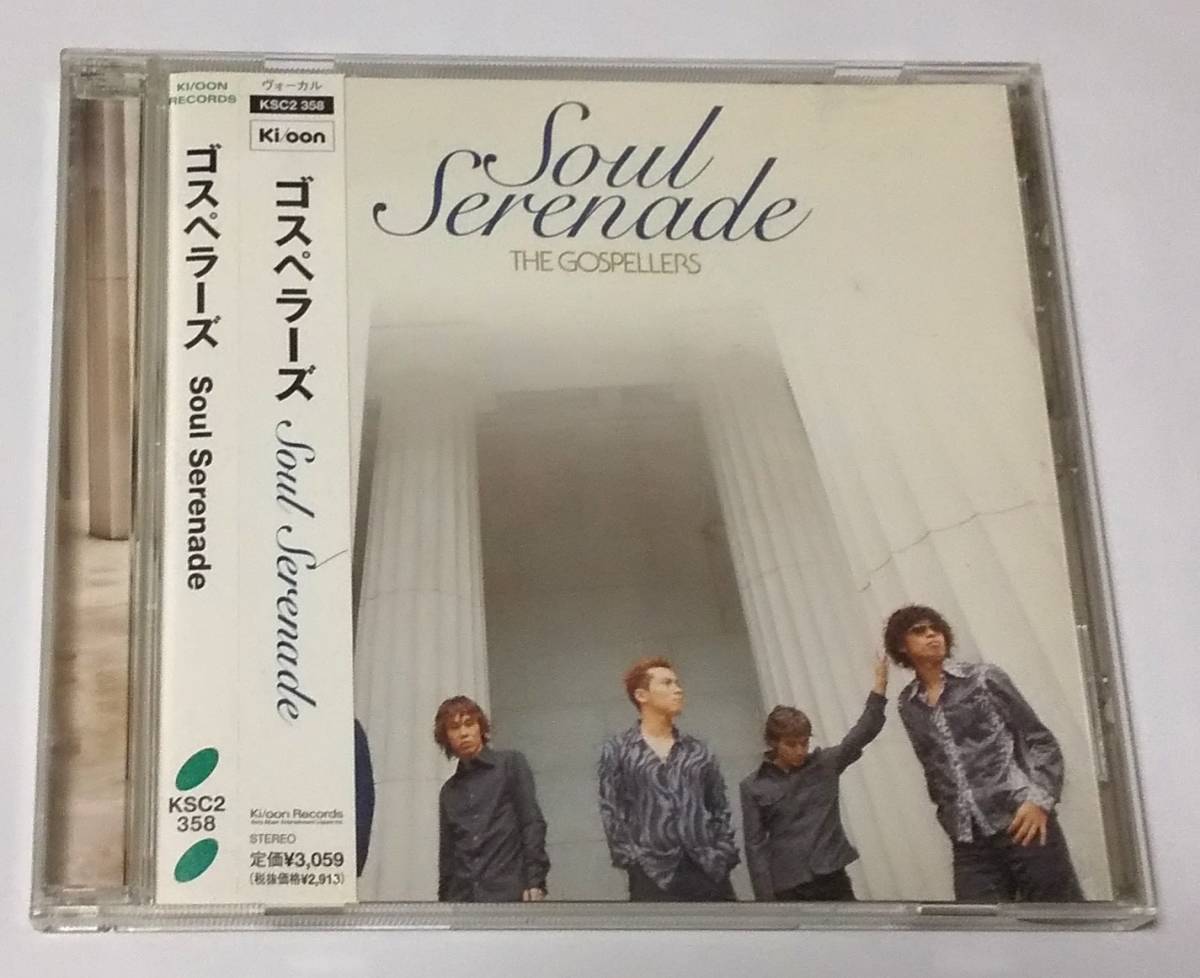 KI/OON
RECORDS
ゴスペラーズ Soul Serenade
KSC2
358
ヴォーカル
KSC2 358
Ki/oon
ゴスペラーズ Soul Serenade
Ki/oon Records
STEREO
定価¥3,059
(税抜価格¥2,913)
Soul
Serenade
THE GOSPELLERS